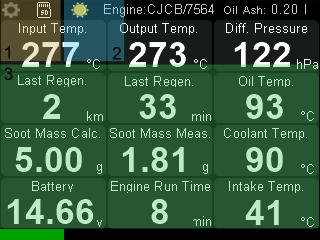 SD Engine:CJCB/7564 Oil Ash: 0.20 l
Input Temp. Output Temp. Diff. Pressure
1 277 °C 2 273 °C 122 hPa
3
Last Regen. Last Regen. Oil Temp.
2 km 33 min 93 °C
Soot Mass Calc. Soot Mass Meas. Coolant Temp.
5.00 g 1.81 g 90 °C
Battery Engine Run Time Intake Temp.
14.66 v 8 min 41 °C